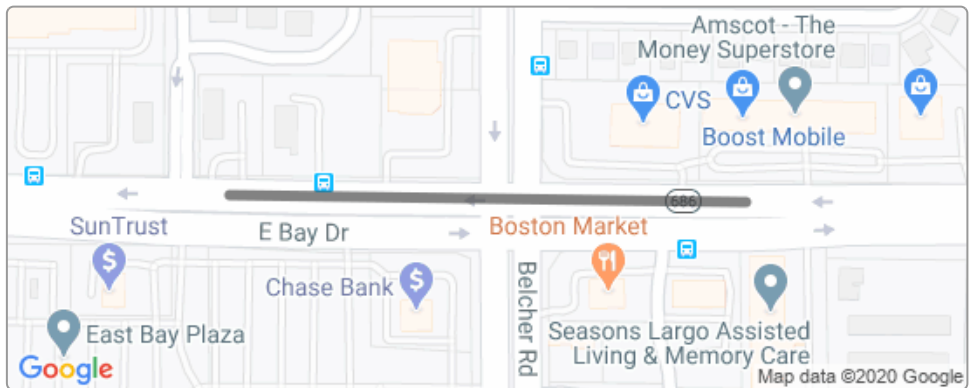 Amscot - The
Money Superstore
CVS
Boost Mobile
686
SunTrust
E Bay Dr
Boston Market
Chase Bank
Belcher Rd
East Bay Plaza
Seasons Largo Assisted
Living & Memory Care
Google
Map data ©2020 Google